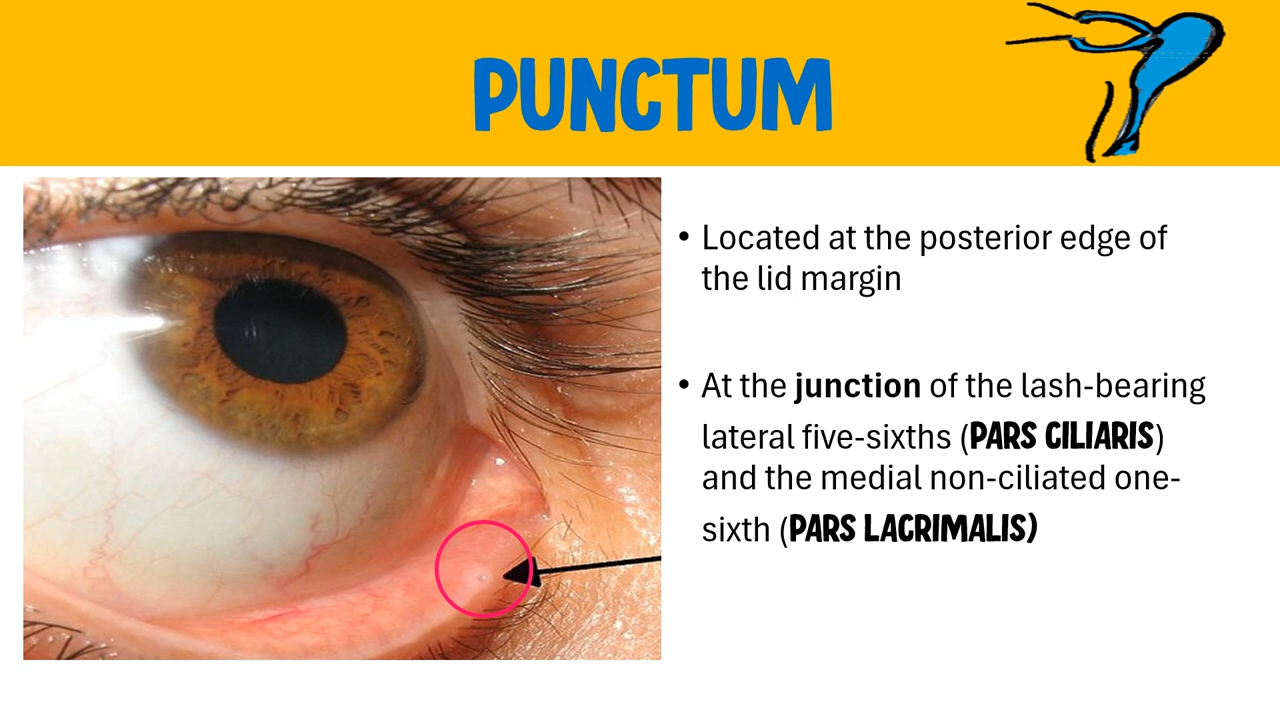 PUNCTUM
• Located at the posterior edge of
the lid margin
• At the junction of the lash-bearing
lateral five-sixths (PARS CILIARIS)
and the medial non-ciliated one-
sixth (PARS LACRIMALIS)